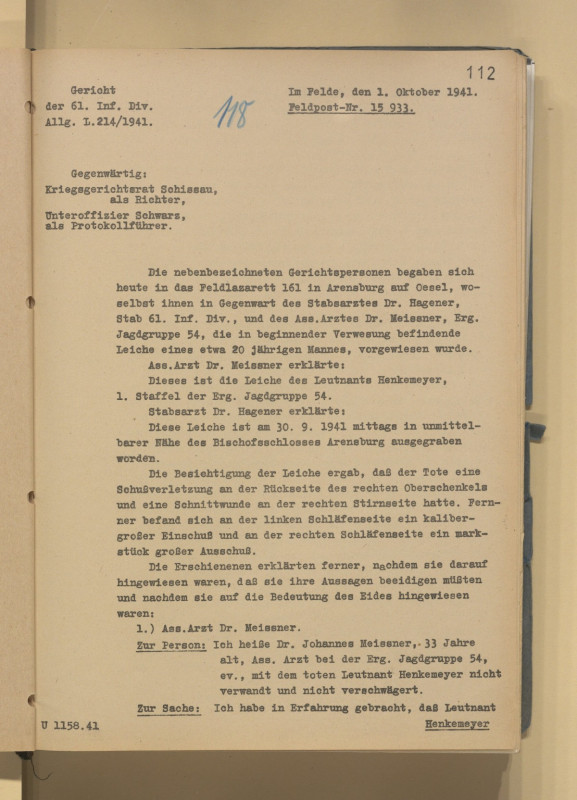 112
118
Gericht
der 61. Inf. Div.
Allg. L.214/1941.
Im Felde, den 1. Oktober 1941.
Feldpost-Nr. 15 933.
Gegenwärtig:
Kriegsgerichtsrat Schissau,
als Richter,
Unteroffizier Schwarz,
als Protokollführer.
Die nebenbezeichneten Gerichtspersonen begaben sich
heute in das Feldlazarett 161 in Arensburg auf Oesel, wo-
selbst ihnen in Gegenwart des Stabsarztes Dr. Hagener,
Stab 61. Inf. Div., und des Ass.Arztes Dr. Meissner, Erg.
Jagdgruppe 54, die in beginnender Verwesung befindende
Leiche eines etwa 20 jährigen Mannes, vorgewiesen wurde.
Ass.Arzt Dr. Meissner erklärte:
Dieses ist die Leiche des Leutnants Henkemeyer,
1. Staffel der Erg. Jagdgruppe 54.
Stabsarzt Dr. Hagener erklärte:
Diese Leiche ist am 30. 9. 1941 mittags in unmittel-
barer Nähe des Bischofsschlosses Arensburg ausgegraben
worden.
Die Besichtigung der Leiche ergab, daß der Tote eine
Schußverletzung an der Rückseite des rechten Oberschenkels
und eine Schnittwunde an der rechten Stirnseite hatte. Fern-
ner befand sich an der linken Schläfenseite ein kaliber-
großer Einschuß und an der rechten Schläfenseite ein mark-
stück großer Ausschuß.
Die Erschienenen erklärten ferner, nachdem sie darauf
hingewiesen waren, daß sie ihre Aussagen beeidigen müßten
und nachdem sie auf die Bedeutung des Eides hingewiesen
waren:
1.) Ass.Arzt Dr. Meissner.
Zur Person: Ich heiße Dr. Johannes Meissner, 33 Jahre
alt, Ass. Arzt bei der Erg. Jagdgruppe 54,
ev., mit dem toten Leutnant Henkemeyer nicht
verwandt und nicht verschwägert.
Zur Sache: Ich habe in Erfahrung gebracht, daß Leutnant
U 1158.41
Henkemeyer